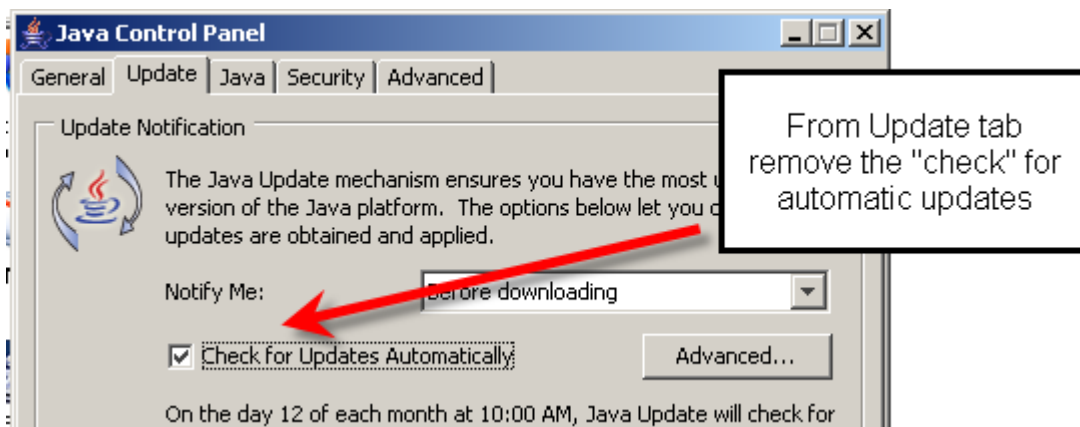 Java Control Panel
General Update Java Security Advanced
From Update tab
remove the "check" for
automatic updates
Update Notification
The Java Update mechanism ensures you have the most
version of the Java platform. The options below let you
updates are obtained and applied.
Notify Me: Before downloading
Check for Updates Automatically Advanced...
On the day 12 of each month at 10:00 AM, Java Update will check for